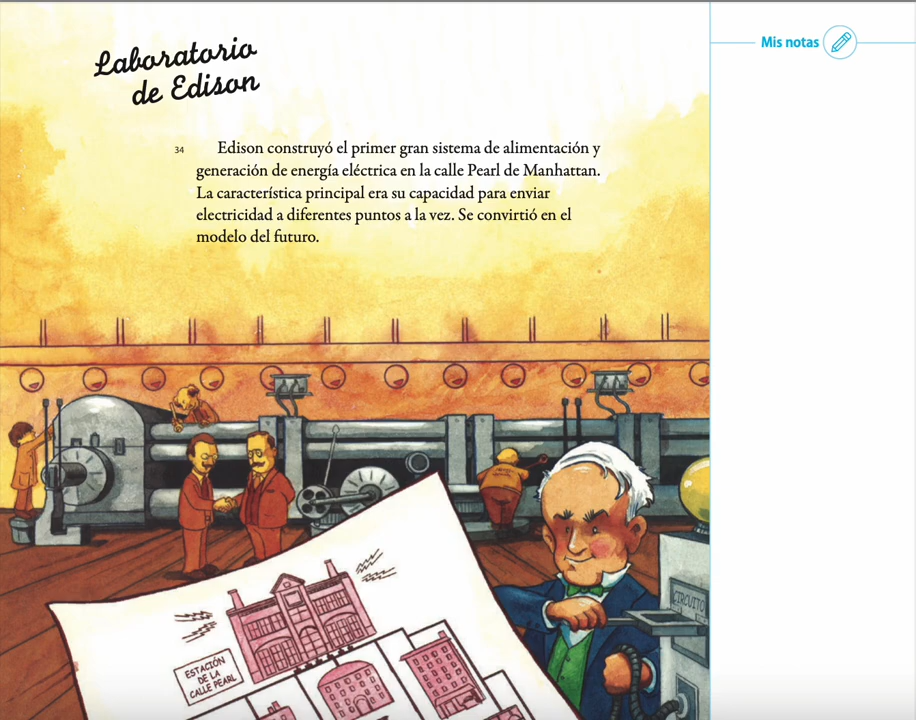 Laboratorio
de Edison
Mis notas
34
Edison construyó el primer gran sistema de alimentación y
generación de energía eléctrica en la calle Pearl de Manhattan.
La característica principal era su capacidad para enviar
electricidad a diferentes puntos a la vez. Se convirtió en el
modelo del futuro.
CIRCUITO
ESTACIÓN
DE LA
CALLE PEARL